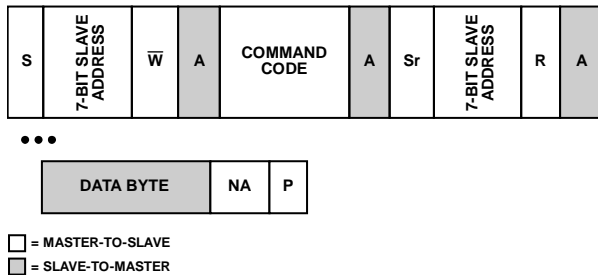 S
7-BIT SLAVE
ADDRESS
W̅
A
COMMAND
CODE
A
Sr
7-BIT SLAVE
ADDRESS
R
A
•••
DATA BYTE
NA
P
= MASTER-TO-SLAVE
= SLAVE-TO-MASTER